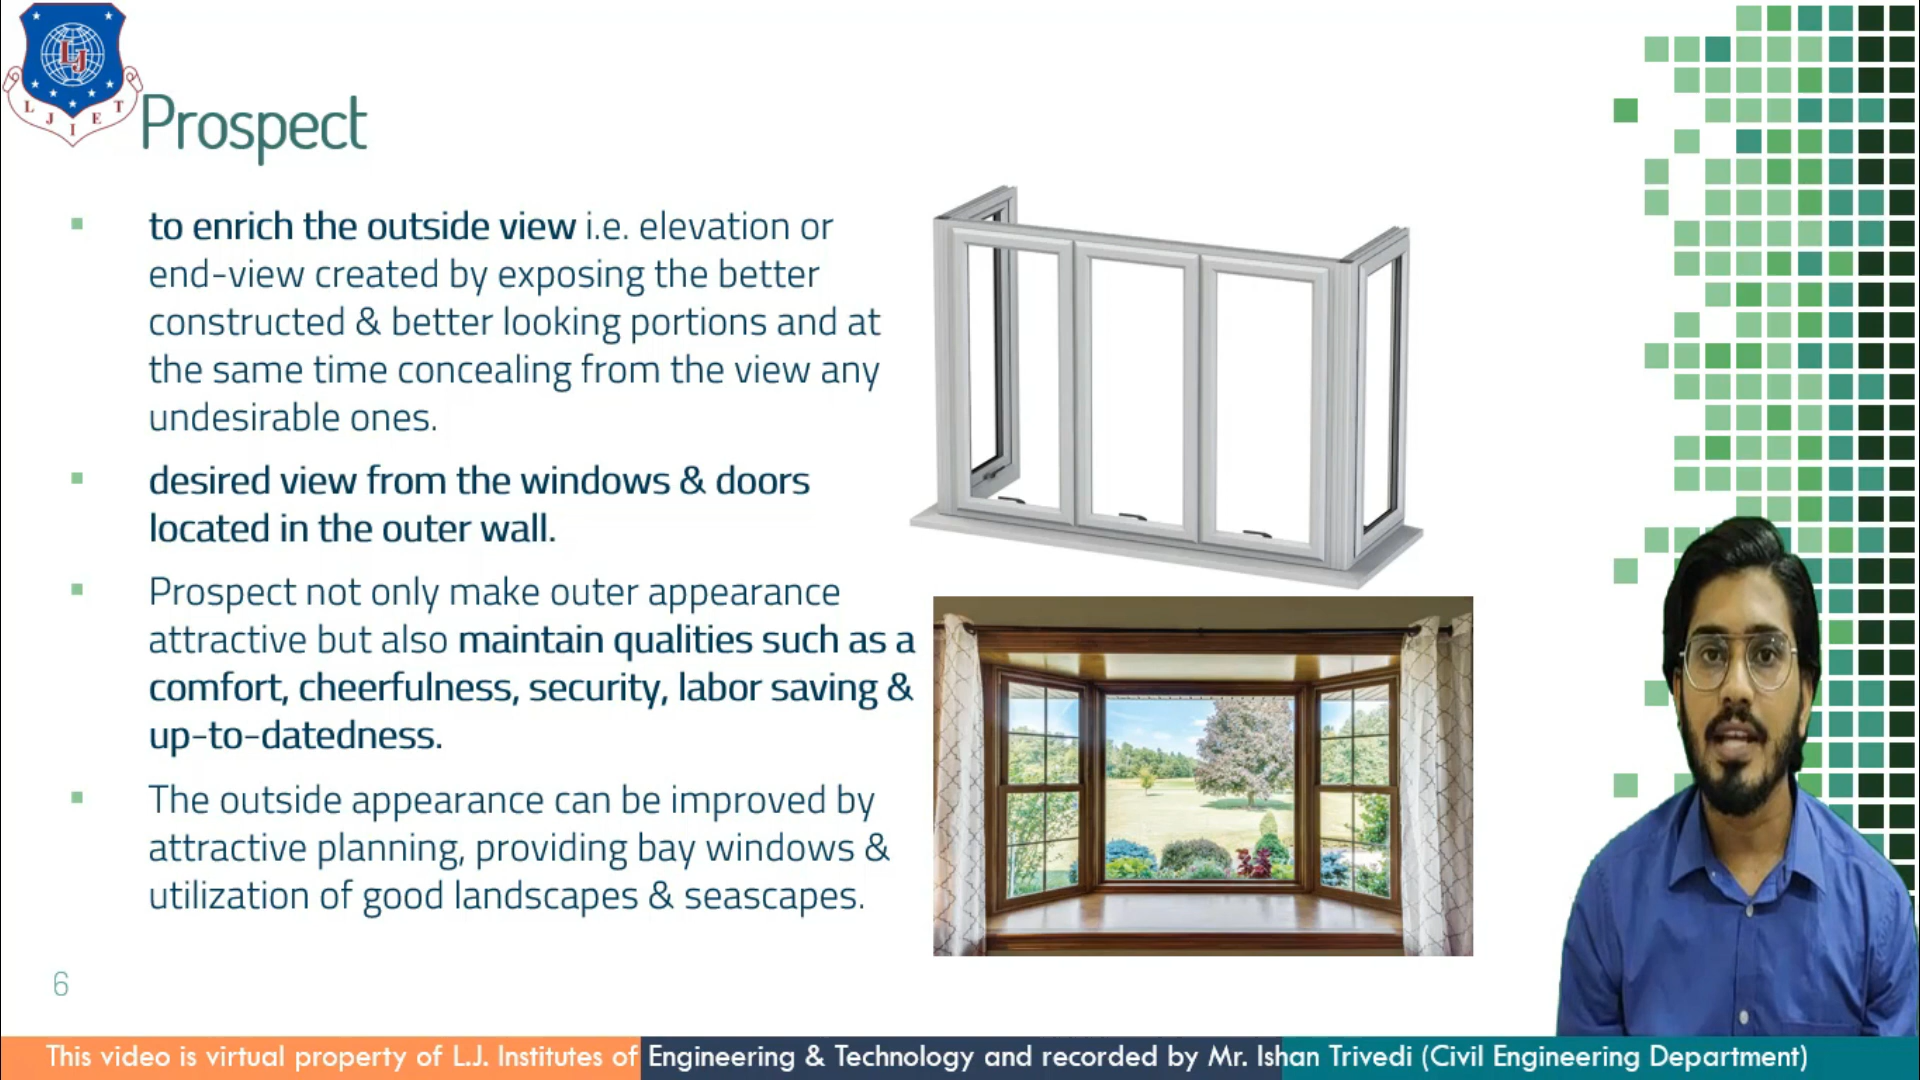 LJ
L J I E T
Prospect
to enrich the outside view i.e. elevation or
end-view created by exposing the better
constructed & better looking portions and at
the same time concealing from the view any
undesirable ones.
desired view from the windows & doors
located in the outer wall.
Prospect not only make outer appearance
attractive but also maintain qualities such as a
comfort, cheerfulness, security, labor saving &
up-to-datedness.
The outside appearance can be improved by
attractive planning, providing bay windows &
utilization of good landscapes & seascapes.
6
This video is virtual property of L.J. Institutes of Engineering & Technology and recorded by Mr. Ishan Trivedi (Civil Engineering Department)